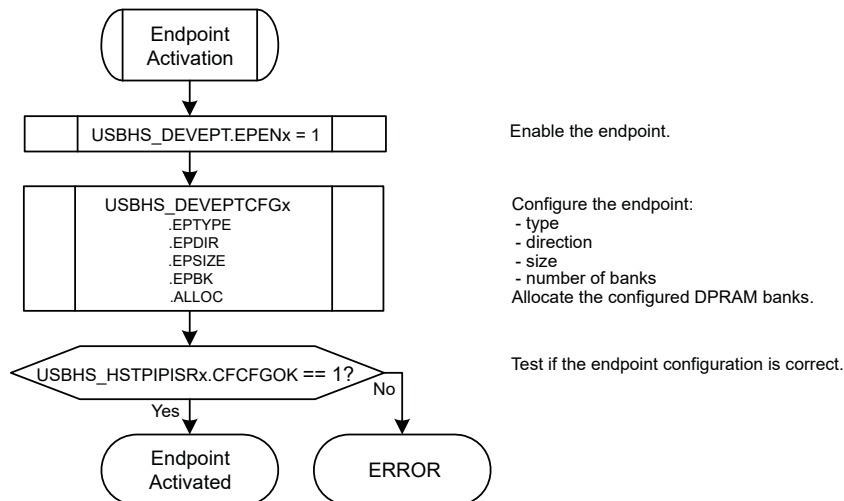 Endpoint
Activation
USBHS_DEVEPT.EPENx = 1
Enable the endpoint.
USBHS_DEVEPTCFGx
.EPTYPE
.EPDIR
.EPSIZE
.EPBK
.ALLOC
Configure the endpoint:
- type
- direction
- size
- number of banks
Allocate the configured DPRAM banks.
USBHS_HSTPIPISRx.CFCFGOK == 1?
Test if the endpoint configuration is correct.
No
Yes
Endpoint
Activated
ERROR